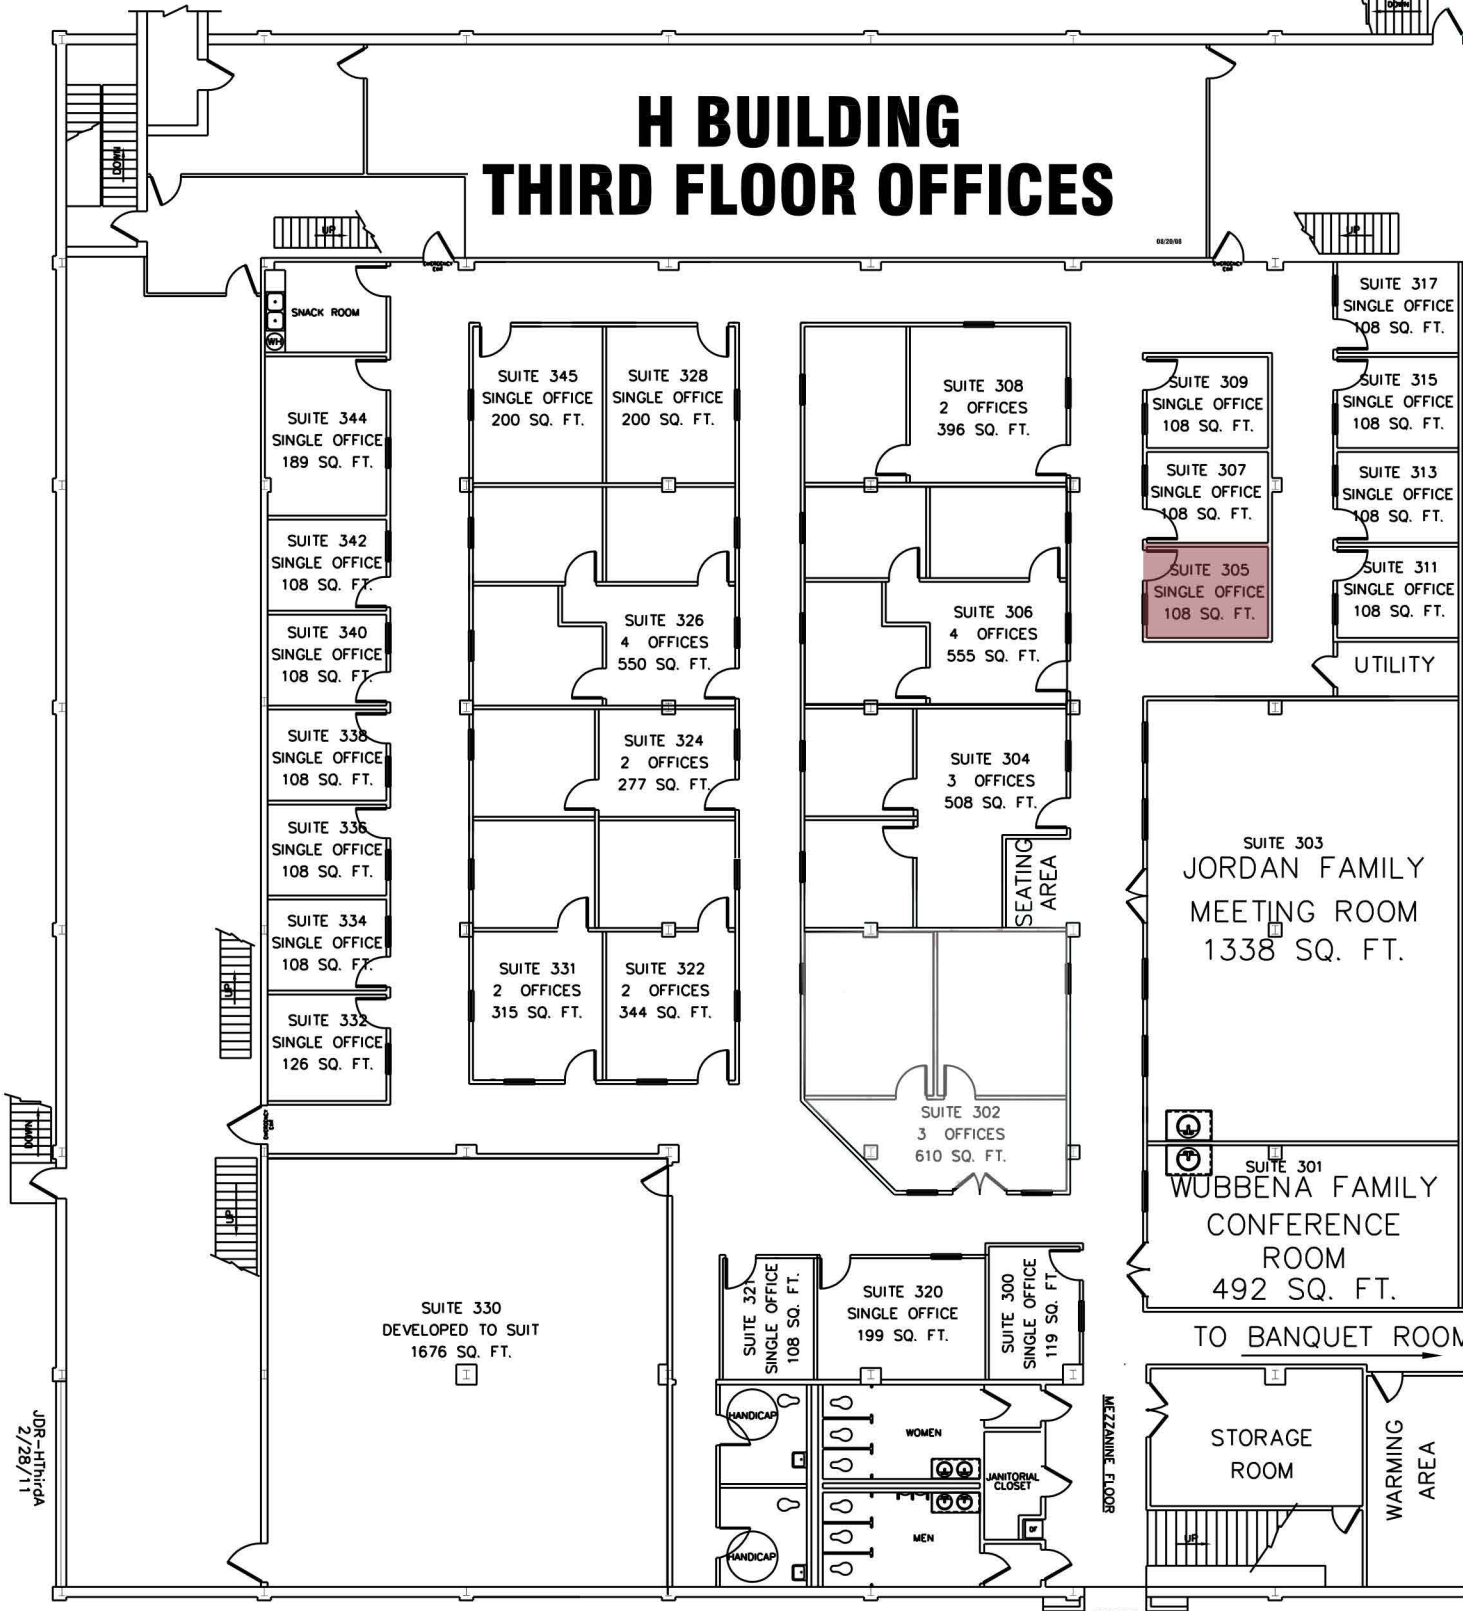 DOWN
H BUILDING
THIRD FLOOR OFFICES
08/20/08
DOWN
UP
UP
EMERGENCY
EXIT
EMERGENCY
EXIT
SNACK ROOM
WH
SUITE 317
SINGLE OFFICE
108 SQ. FT.
SUITE 345
SINGLE OFFICE
200 SQ. FT.
SUITE 328
SINGLE OFFICE
200 SQ. FT.
SUITE 308
2 OFFICES
396 SQ. FT.
SUITE 309
SINGLE OFFICE
108 SQ. FT.
SUITE 315
SINGLE OFFICE
108 SQ. FT.
SUITE 344
SINGLE OFFICE
189 SQ. FT.
SUITE 307
SINGLE OFFICE
108 SQ. FT.
SUITE 313
SINGLE OFFICE
108 SQ. FT.
SUITE 342
SINGLE OFFICE
108 SQ. FT.
SUITE 305
SINGLE OFFICE
108 SQ. FT.
SUITE 311
SINGLE OFFICE
108 SQ. FT.
SUITE 340
SINGLE OFFICE
108 SQ. FT.
SUITE 326
4 OFFICES
550 SQ. FT.
SUITE 306
4 OFFICES
555 SQ. FT.
UTILITY
SUITE 338
SINGLE OFFICE
108 SQ. FT.
SUITE 324
2 OFFICES
277 SQ. FT.
SUITE 304
3 OFFICES
508 SQ. FT.
SUITE 336
SINGLE OFFICE
108 SQ. FT.
SEATING
AREA
SUITE 303
JORDAN FAMILY
MEETING ROOM
1338 SQ. FT.
SUITE 334
SINGLE OFFICE
108 SQ. FT.
UP
SUITE 331
2 OFFICES
315 SQ. FT.
SUITE 322
2 OFFICES
344 SQ. FT.
SUITE 332
SINGLE OFFICE
126 SQ. FT.
EMERGENCY
EXIT
DOWN
SUITE 302
3 OFFICES
610 SQ. FT.
SUITE 301
WUBBENA FAMILY
CONFERENCE
ROOM
492 SQ. FT.
UP
SUITE 330
DEVELOPED TO SUIT
1676 SQ. FT.
SUITE 321
SINGLE OFFICE
108 SQ. FT.
SUITE 320
SINGLE OFFICE
199 SQ. FT.
SUITE 300
SINGLE OFFICE
119 SQ. FT.
TO BANQUET ROOM
HANDICAP
WOMEN
JANITORIAL
CLOSET
MEZZANINE FLOOR
STORAGE
ROOM
WARMING
AREA
JDR-HThirdA
2/28/11
HANDICAP
MEN
DF
UP